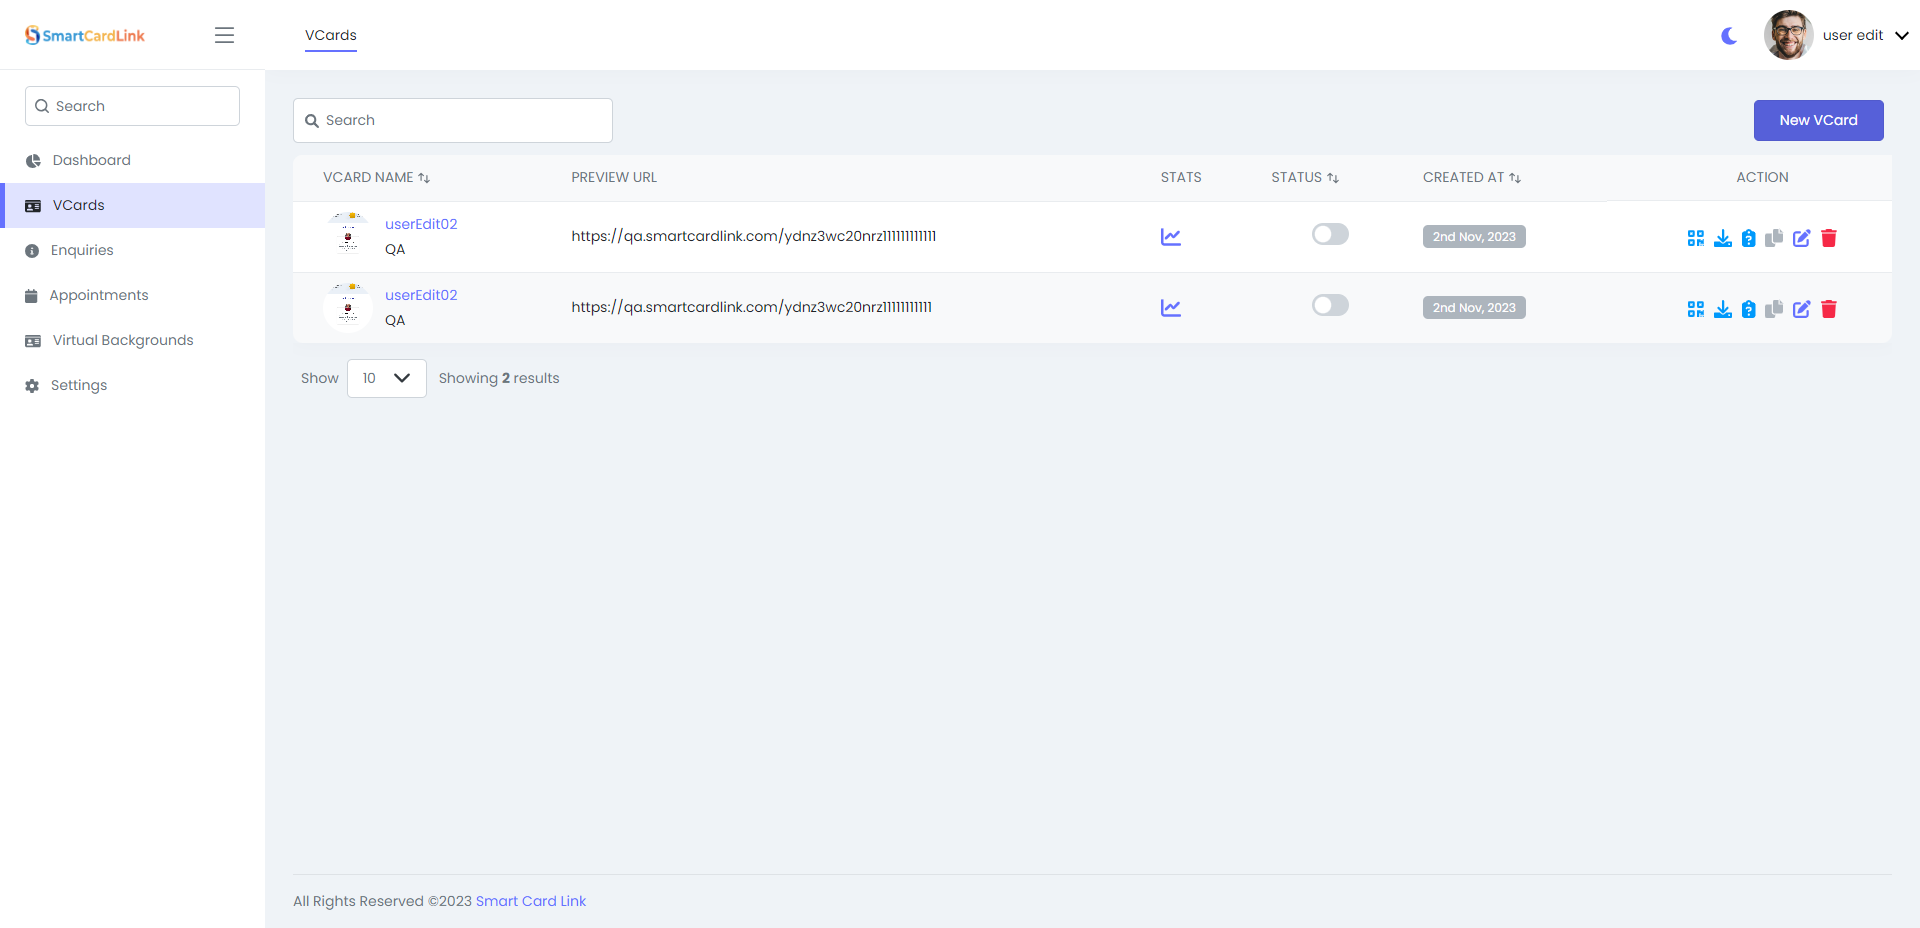 SmartCardLink
VCards
user edit
Search
Dashboard
VCards
Enquiries
Appointments
Virtual Backgrounds
Settings
Search
New VCard
VCARD NAME PREVIEW URL STATS STATUS CREATED AT ACTION
userEdit02
QA
https://qa.smartcardlink.com/ydnz3wc20nrz111111111111
2nd Nov, 2023
userEdit02
QA
https://qa.smartcardlink.com/ydnz3wc20nrz11111111111
2nd Nov, 2023
Show 10 Showing 2 results
All Rights Reserved ©2023 Smart Card Link